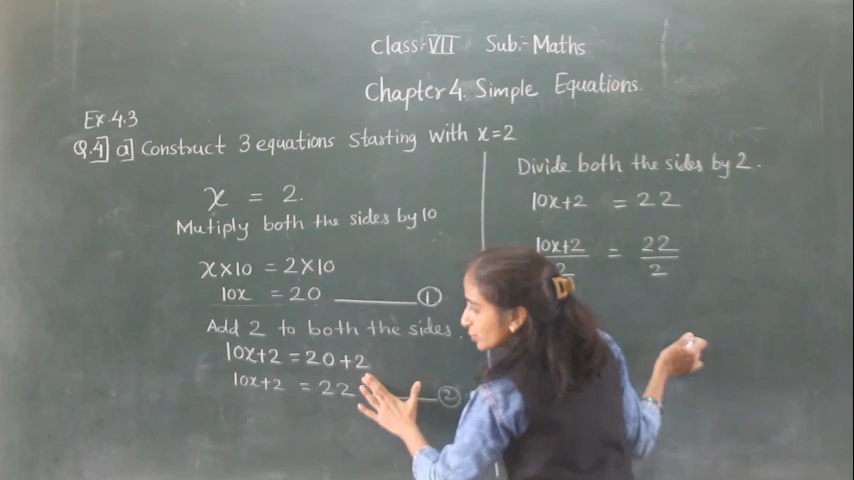 Class:- VII Sub:- Maths
Chapter 4. Simple Equations.
Ex. 4.3
Q.4] a] Construct 3 equations starting with x=2
x = 2.
Mutiply both the sides by 10
x×10 = 2×10
10x = 20 ①
Add 2 to both the sides.
10x+2 = 20+2
10x+2 = 22 ②
Divide both the sides by 2.
10x+2 = 22
10x+2 = 22
2 2